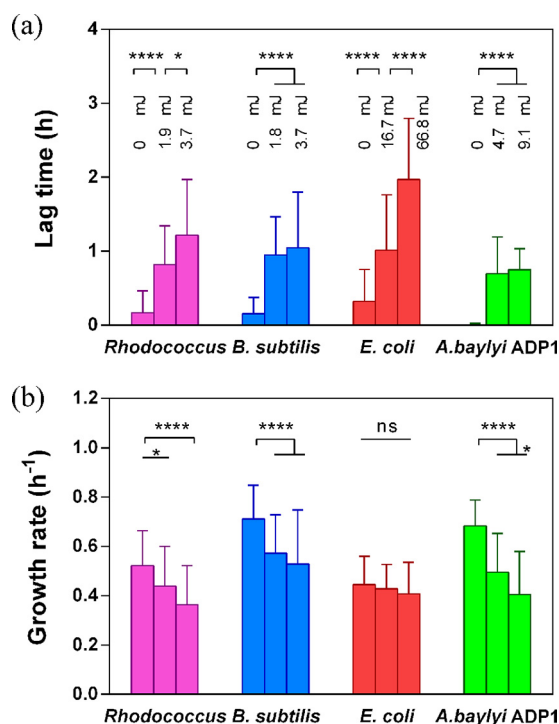 (a)
Lag time (h)
4
3
2
1
0
**** *
****
**** ****
****
0 mJ
1.9 mJ
3.7 mJ
0 mJ
1.8 mJ
3.7 mJ
0 mJ
16.7 mJ
66.8 mJ
0 mJ
4.7 mJ
9.1 mJ
Rhododoccus B. subtilis E. coli A.baylyi ADP1
(b)
Growth rate (h-1)
1.2
1.0
0.8
0.6
0.4
0.2
0.0
****
*
****
ns
****
*
Rhodococcus B. subtilis E. coli A.baylyi ADP1